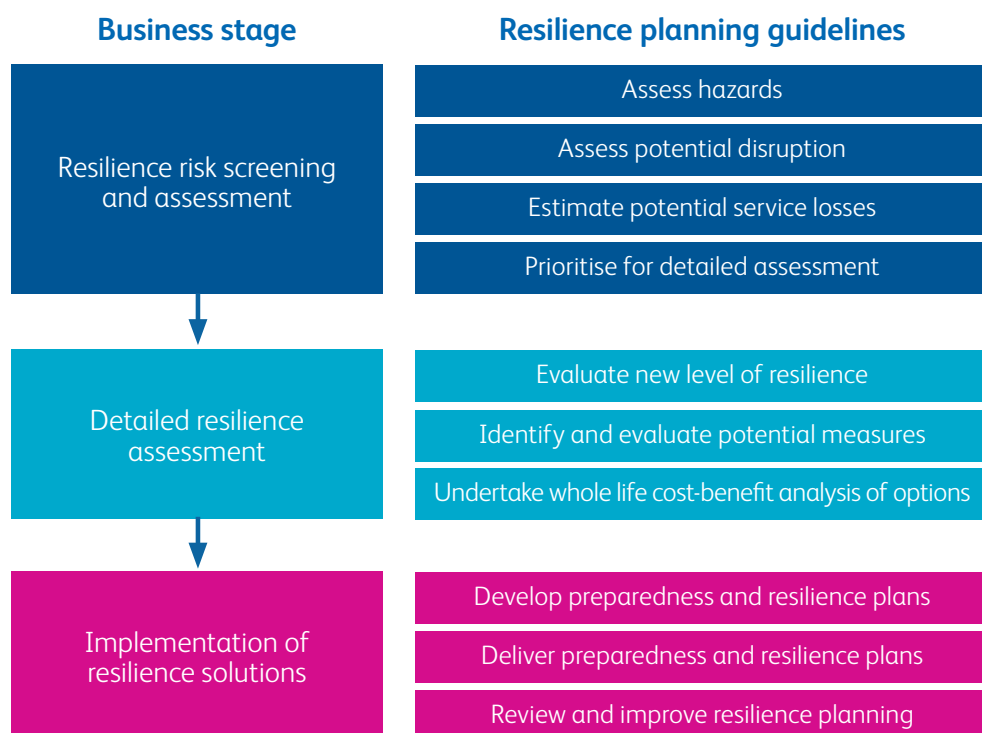 Business stage
Resilience planning guidelines
Resilience risk screening
and assessment
Assess hazards
Assess potential disruption
Estimate potential service losses
Prioritise for detailed assessment
Detailed resilience
assessment
Evaluate new level of resilience
Identify and evaluate potential measures
Undertake whole life cost-benefit analysis of options
Implementation of
resilience solutions
Develop preparedness and resilience plans
Deliver preparedness and resilience plans
Review and improve resilience planning